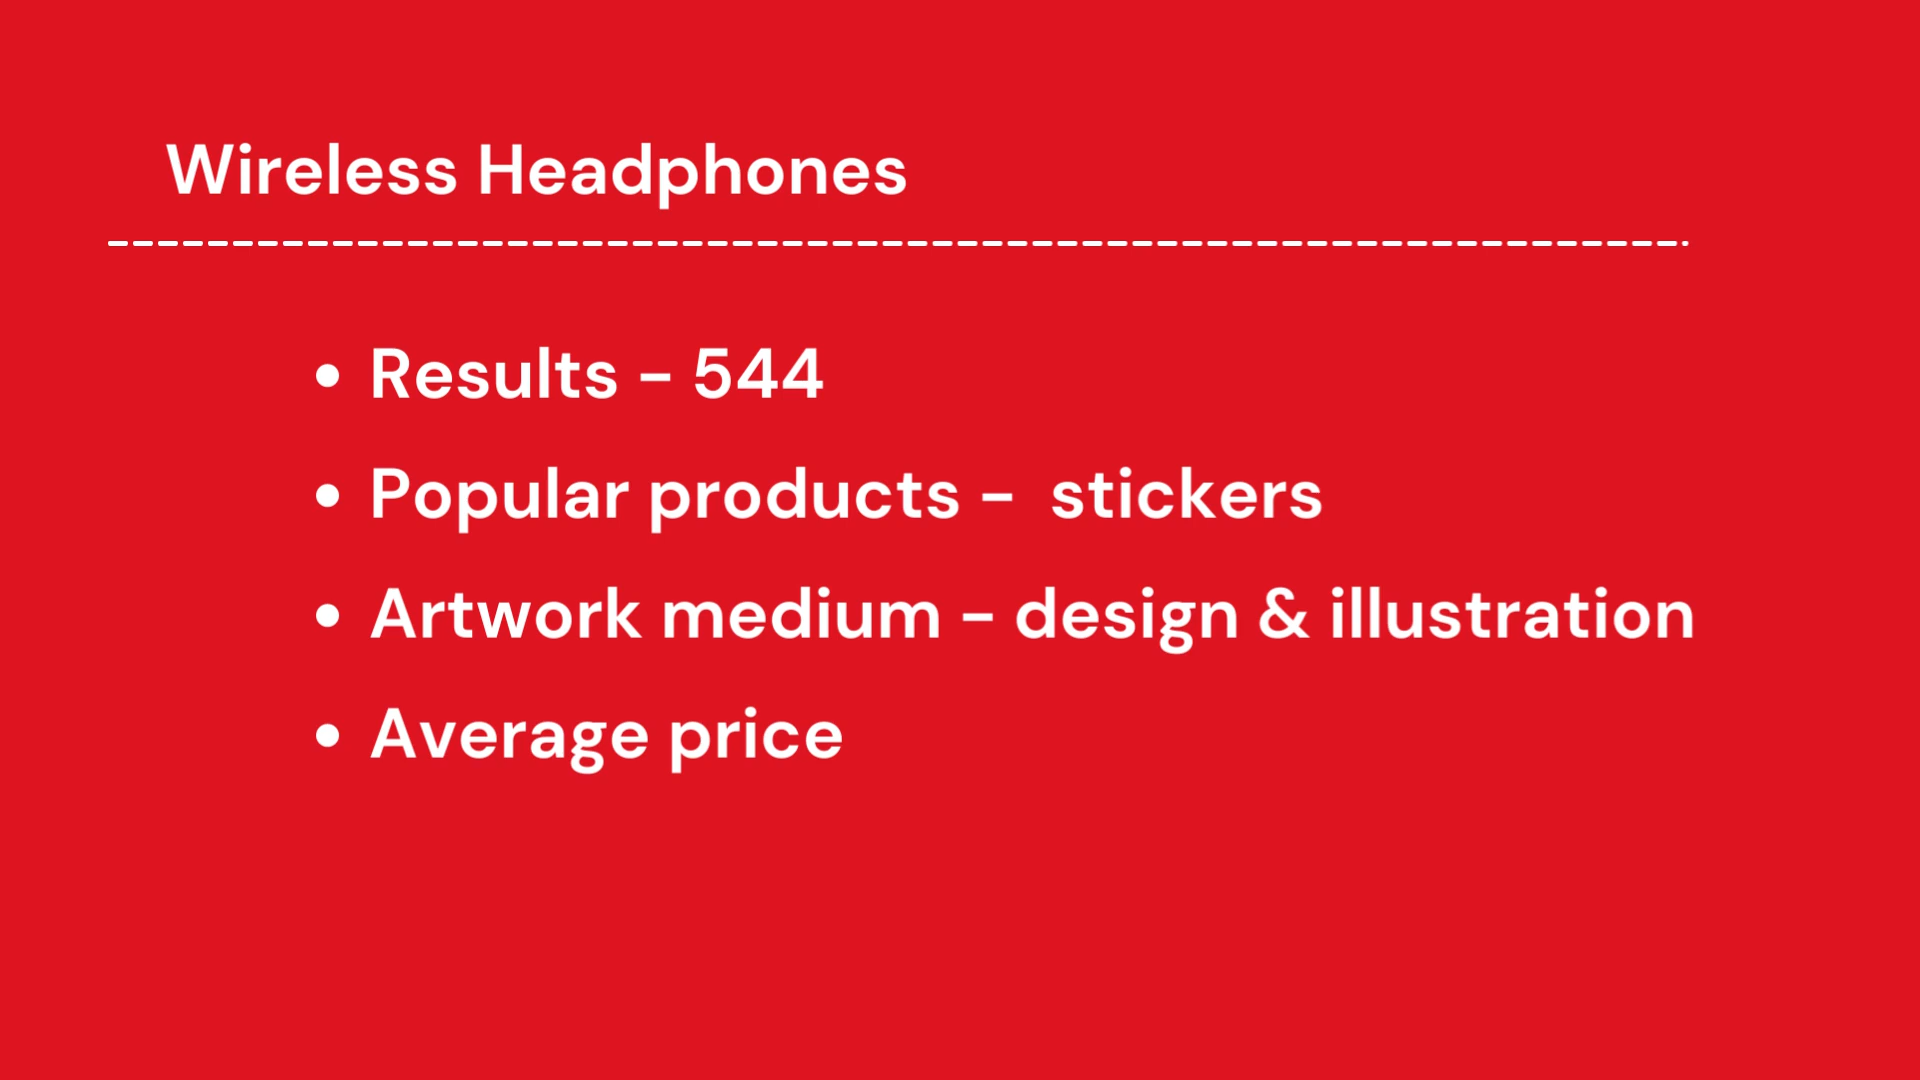 Wireless Headphones
• Results - 544
• Popular products -  stickers
• Artwork medium - design & illustration
• Average price